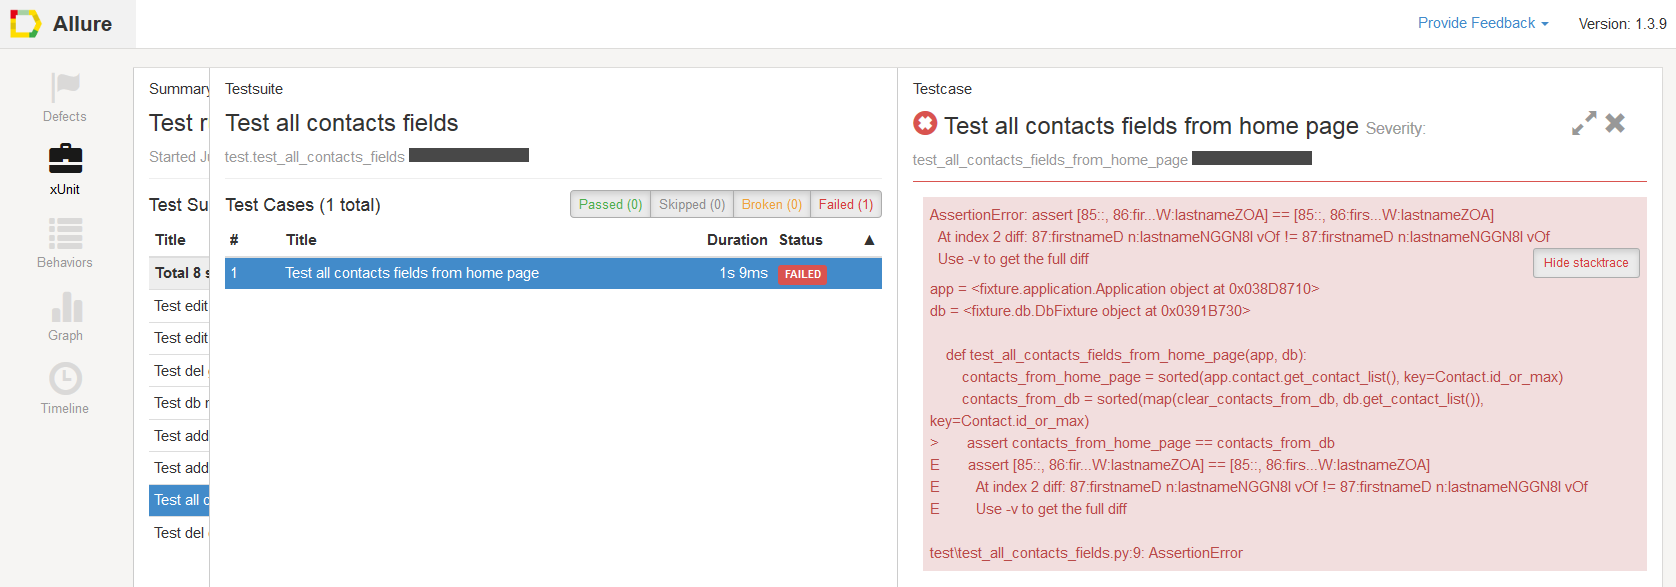 Allure
Provide Feedback
Version: 1.3.9
Defects
xUnit
Behaviors
Graph
Timeline
Summary
Test r
Started Ju
Test Su
Title
Total 8 s
Test edit
Test edit
Test del
Test db r
Test add
Test add
Test all c
Test del
Testsuite
Test all contacts fields
test.test_all_contacts_fields
Test Cases (1 total)
Passed (0) Skipped (0) Broken (0) Failed (1)
# Title Duration Status ▲
1 Test all contacts fields from home page 1s 9ms FAILED
Testcase
Test all contacts fields from home page Severity:
test_all_contacts_fields_from_home_page
AssertionError: assert [85::, 86:fir...W:lastnameZOA] == [85::, 86:firs...W:lastnameZOA]
At index 2 diff: 87:firstnameD n:lastnameNGGN8l vOf != 87:firstnameD n:lastnameNGGN8l vOf
Use -v to get the full diff
Hide stacktrace
app = <fixture.application.Application object at 0x038D8710>
db = <fixture.db.DbFixture object at 0x0391B730>
def test_all_contacts_fields_from_home_page(app, db):
contacts_from_home_page = sorted(app.contact.get_contact_list(), key=Contact.id_or_max)
contacts_from_db = sorted(map(clear_contacts_from_db, db.get_contact_list()),
key=Contact.id_or_max)
> assert contacts_from_home_page == contacts_from_db
E assert [85::, 86:fir...W:lastnameZOA] == [85::, 86:firs...W:lastnameZOA]
E At index 2 diff: 87:firstnameD n:lastnameNGGN8l vOf != 87:firstnameD n:lastnameNGGN8l vOf
E Use -v to get the full diff
test\test_all_contacts_fields.py:9: AssertionError